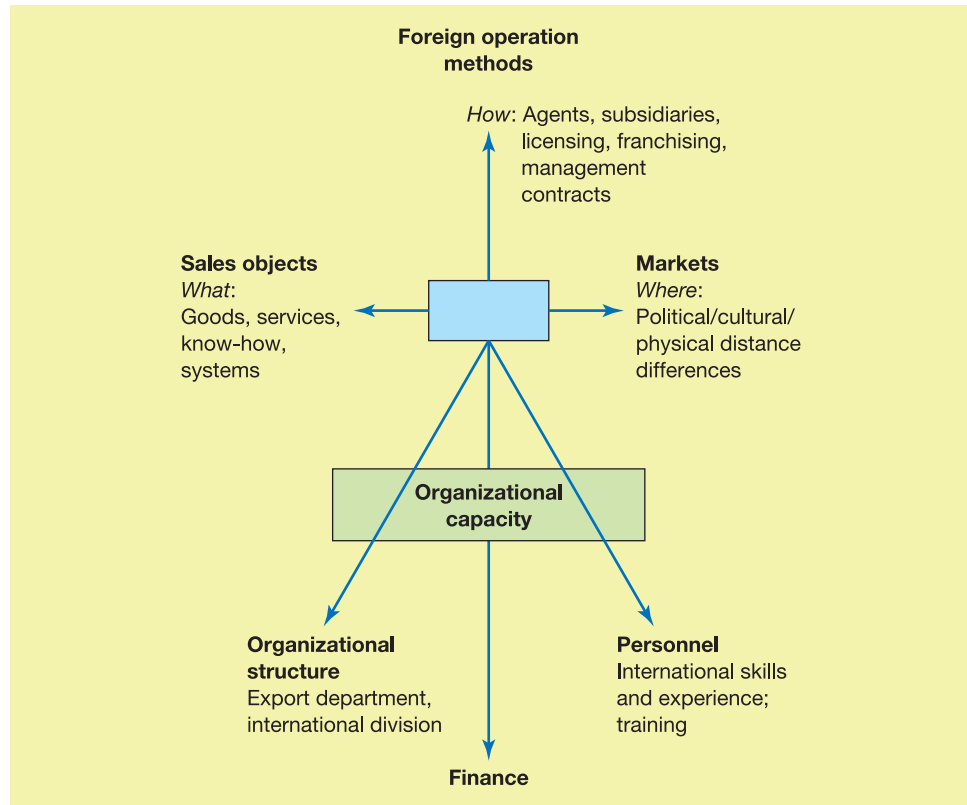 Foreign operation
methods
How: Agents, subsidiaries,
licensing, franchising,
management
contracts
Sales objects
What:
Goods, services,
know-how,
systems
Markets
Where:
Political/cultural/
physical distance
differences
Organizational
capacity
Organizational
structure
Export department,
international division
Personnel
International skills
and experience;
training
Finance